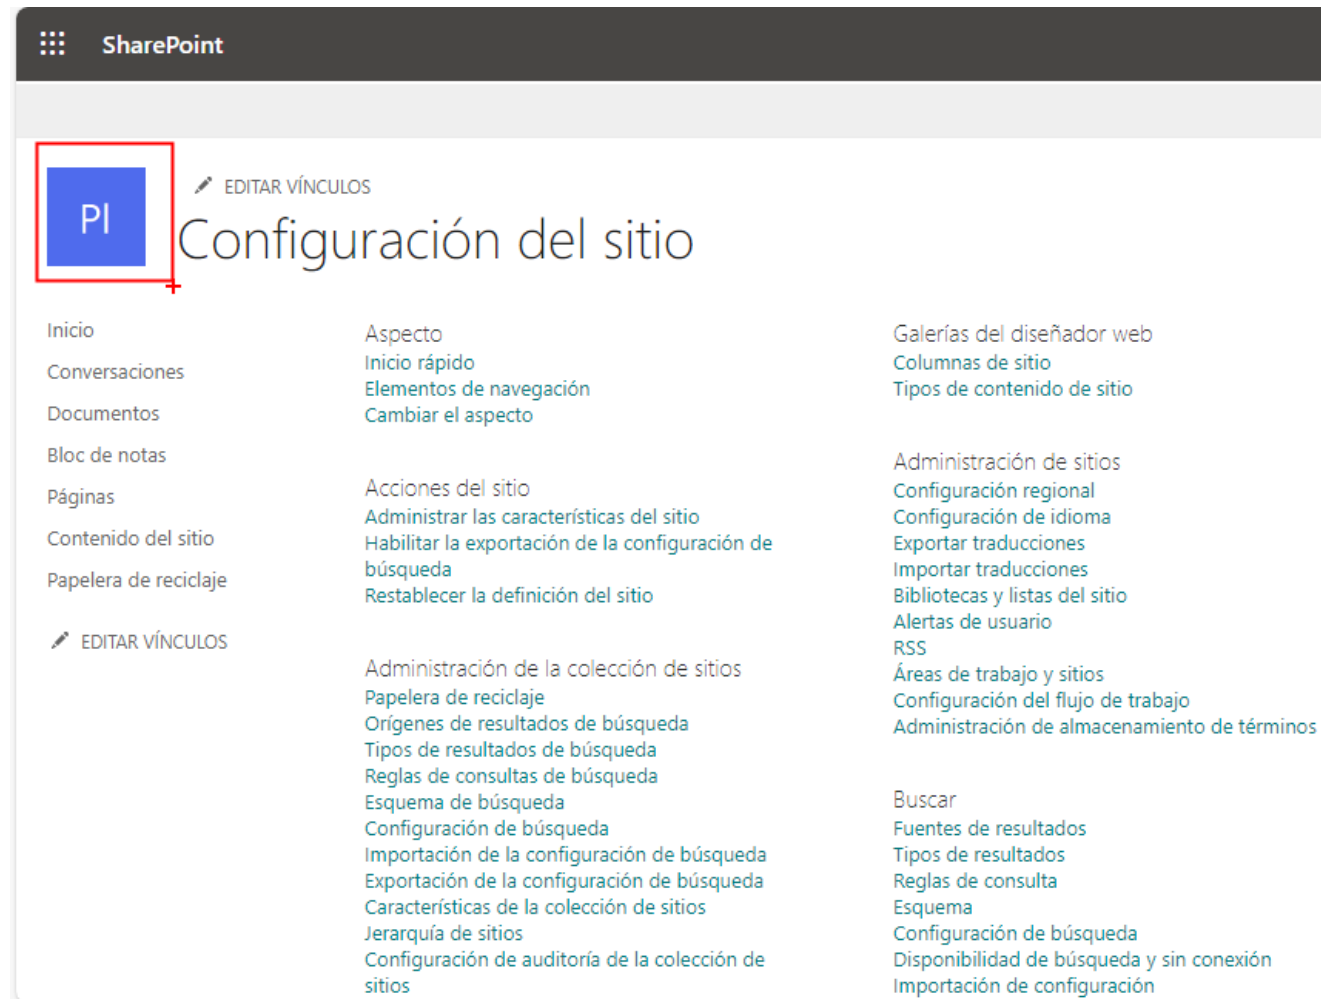 SharePoint
PI
EDITAR VÍNCULOS
Configuración del sitio
Inicio
Conversaciones
Documentos
Bloc de notas
Páginas
Contenido del sitio
Papelera de reciclaje
EDITAR VÍNCULOS
Aspecto
Inicio rápido
Elementos de navegación
Cambiar el aspecto
Acciones del sitio
Administrar las características del sitio
Habilitar la exportación de la configuración de
búsqueda
Restablecer la definición del sitio
Administración de la colección de sitios
Papelera de reciclaje
Orígenes de resultados de búsqueda
Tipos de resultados de búsqueda
Reglas de consultas de búsqueda
Esquema de búsqueda
Configuración de búsqueda
Importación de la configuración de búsqueda
Exportación de la configuración de búsqueda
Características de la colección de sitios
Jerarquía de sitios
Configuración de auditoría de la colección de
sitios
Galerías del diseñador web
Columnas de sitio
Tipos de contenido de sitio
Administración de sitios
Configuración regional
Configuración de idioma
Exportar traducciones
Importar traducciones
Bibliotecas y listas del sitio
Alertas de usuario
RSS
Áreas de trabajo y sitios
Configuración del flujo de trabajo
Administración de almacenamiento de términos
Buscar
Fuentes de resultados
Tipos de resultados
Reglas de consulta
Esquema
Configuración de búsqueda
Disponibilidad de búsqueda y sin conexión
Importación de configuración